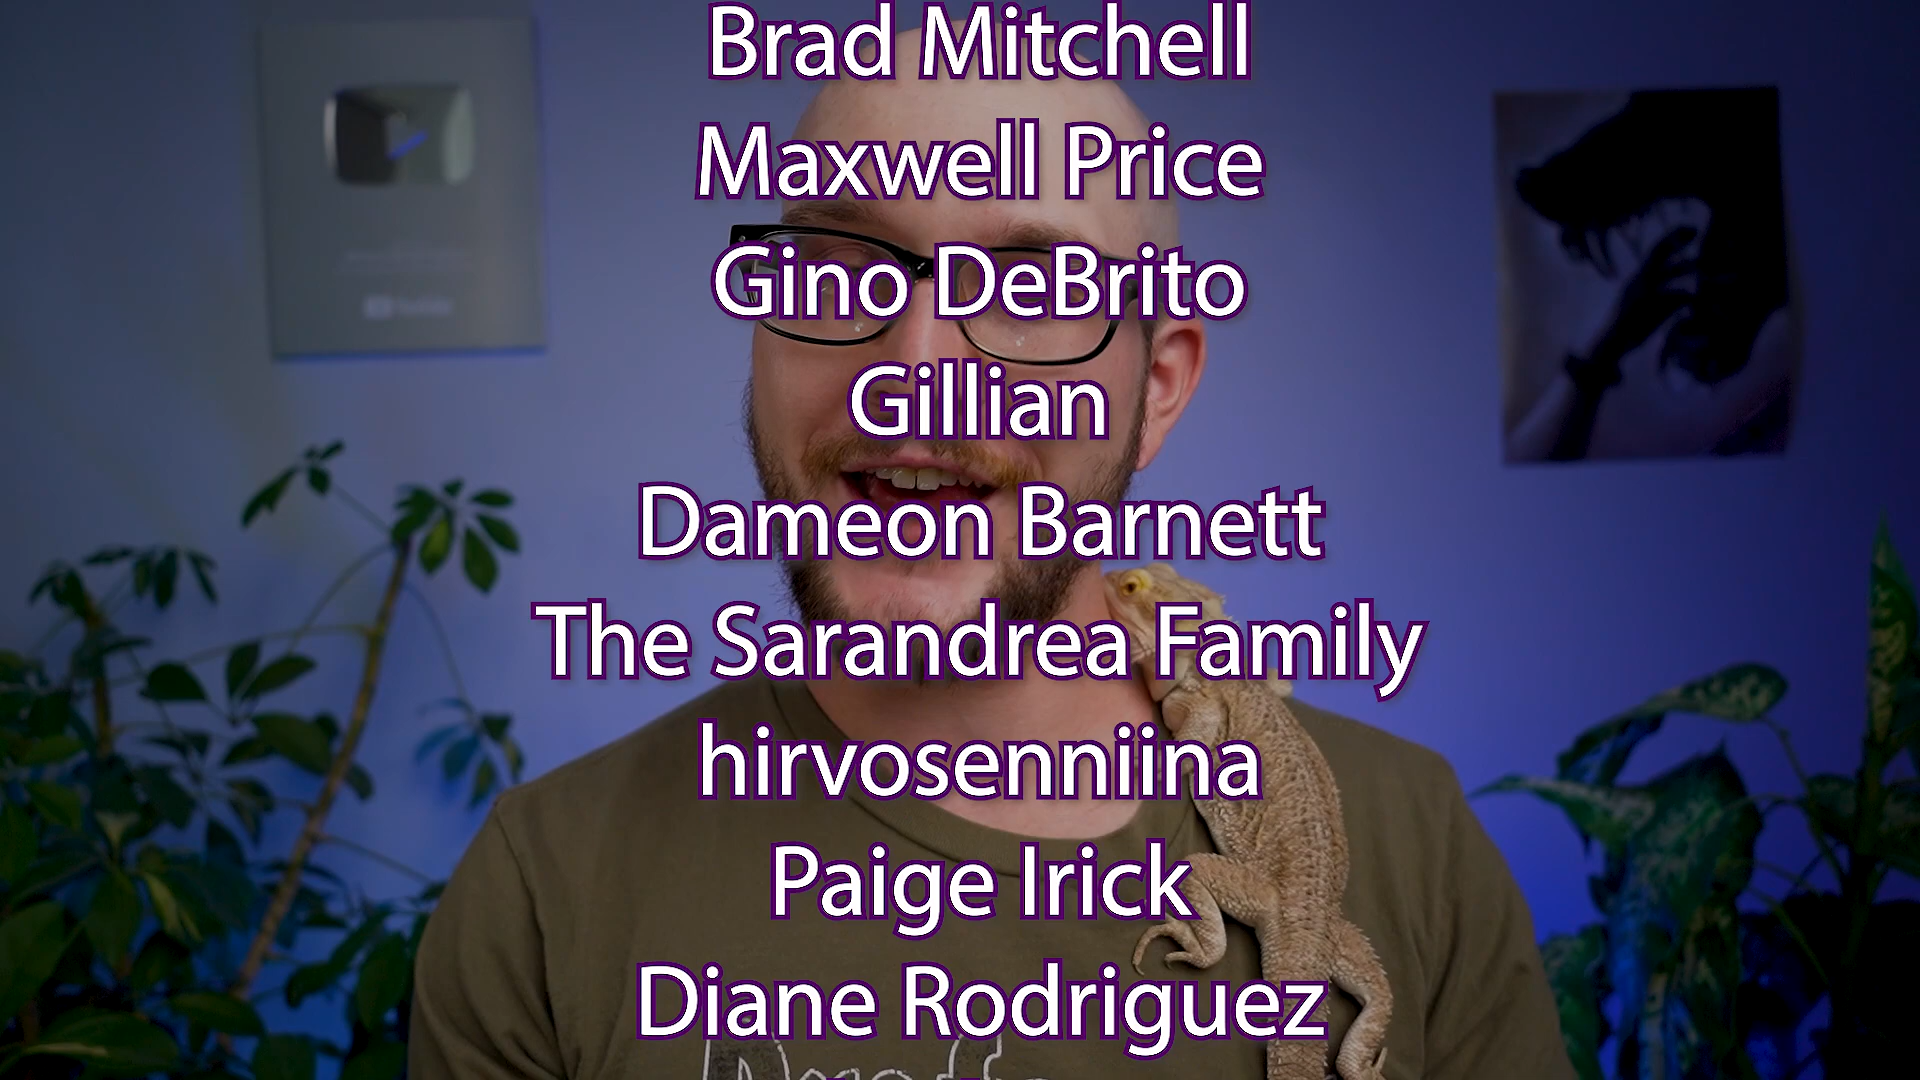 Brad Mitchell
Maxwell Price
Gino DeBrito
Gillian
Dameon Barnett
The Sarandrea Family
hirvosenniina
Paige Irick
Diane Rodriguez